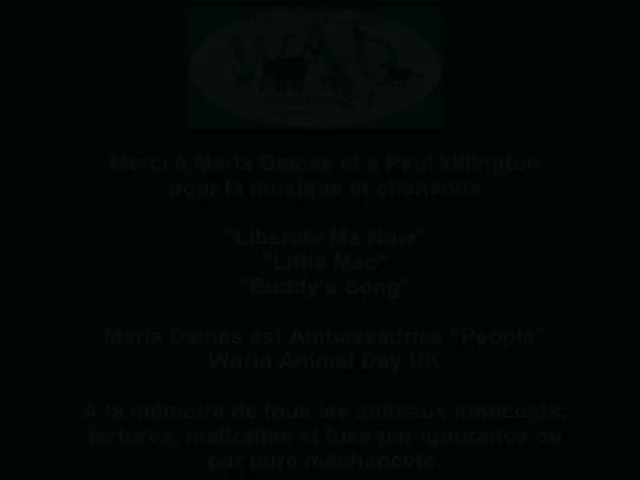 WAD
Merci à Maria Daines et a Paul killington
pour la musique et chansons
"Liberate Me Now"
"Little Mac"
"Buddy's Song"
Maria Daines est Ambassadrice "People"
World Animal Day UK
A la mémoire de tous les animaux innocents,
torturés, maltraités et tués par ignorance ou
par pure méchanceté.